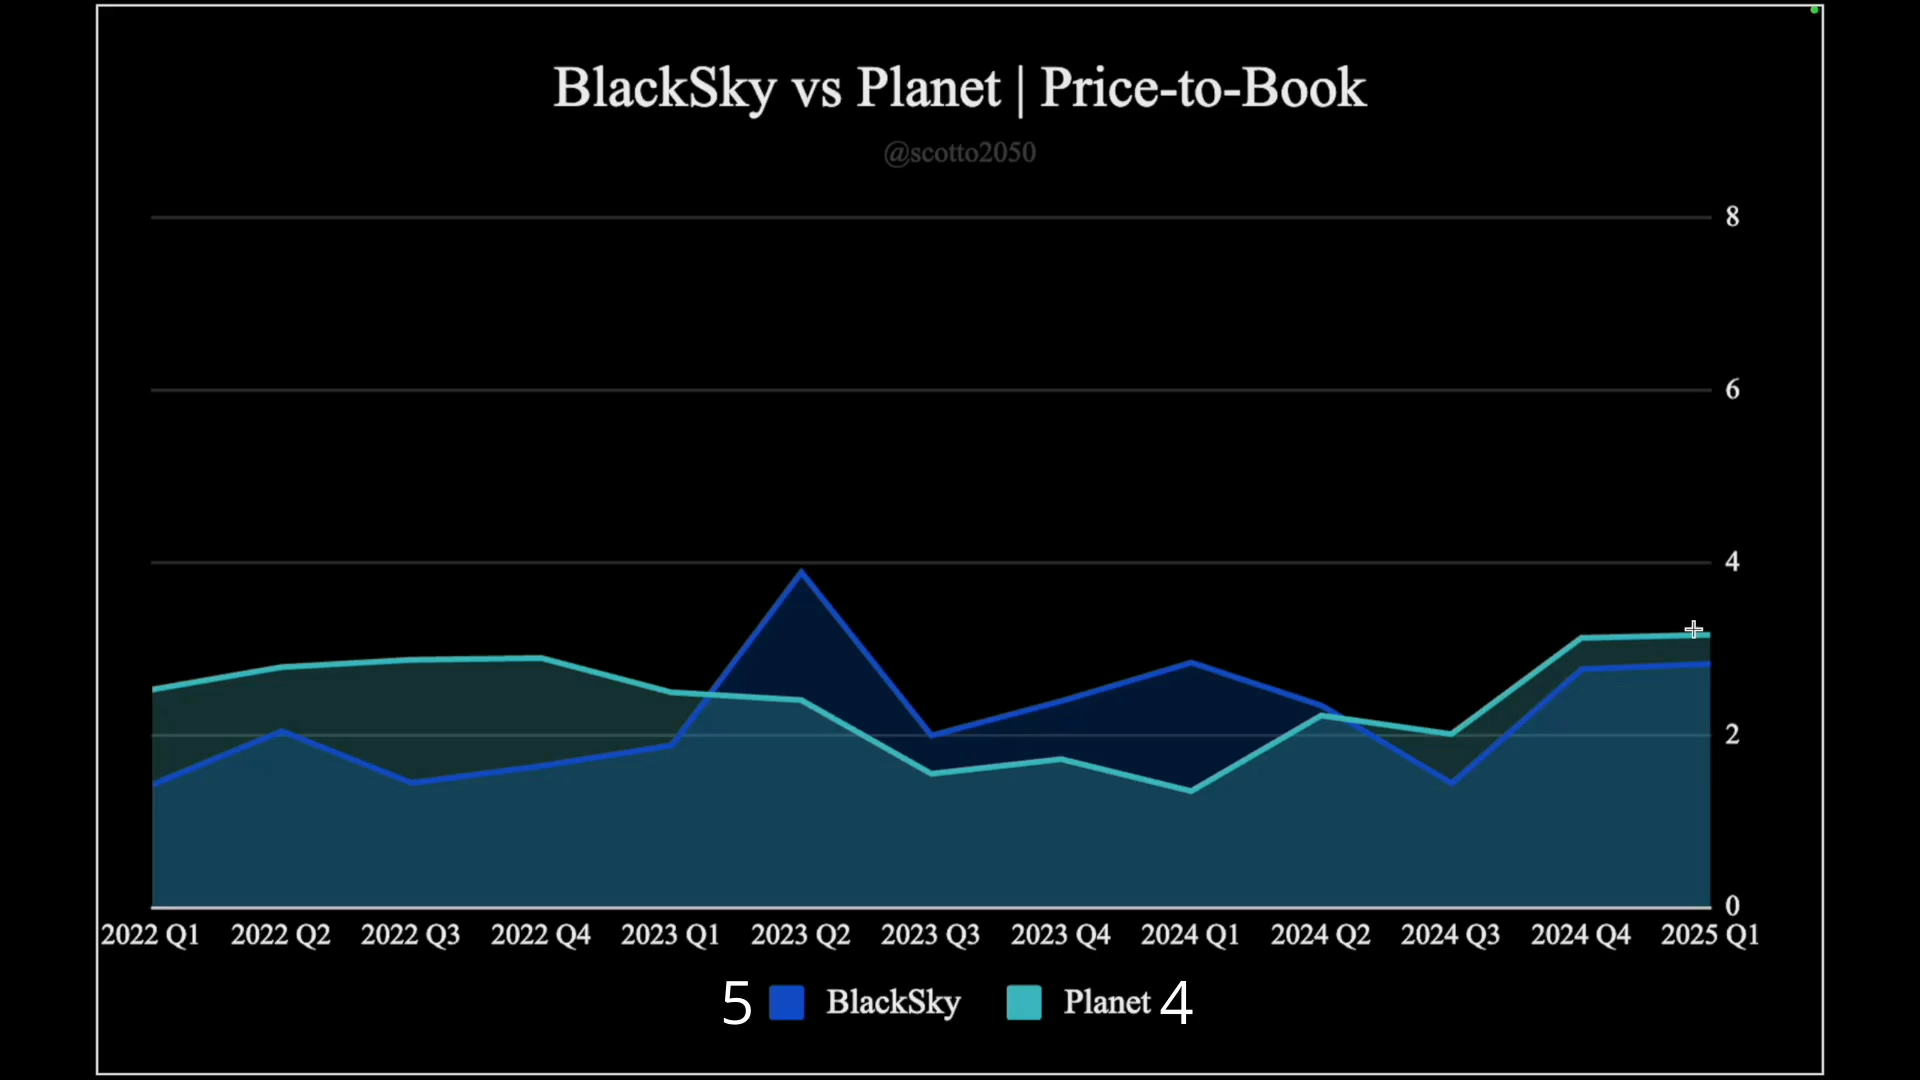 BlackSky vs Planet | Price-to-Book
@scotto2050
8
6
4
2
0
2022 Q1 2022 Q2 2022 Q3 2022 Q4 2023 Q1 2023 Q2 2023 Q3 2023 Q4 2024 Q1 2024 Q2 2024 Q3 2024 Q4 2025 Q1
5 BlackSky Planet 4